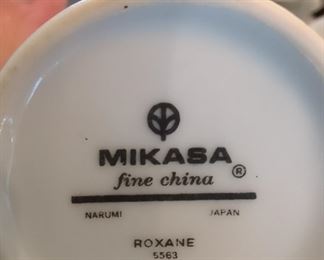 MIKASA
fine china ®
NARUMI JAPAN
ROXANE
5563